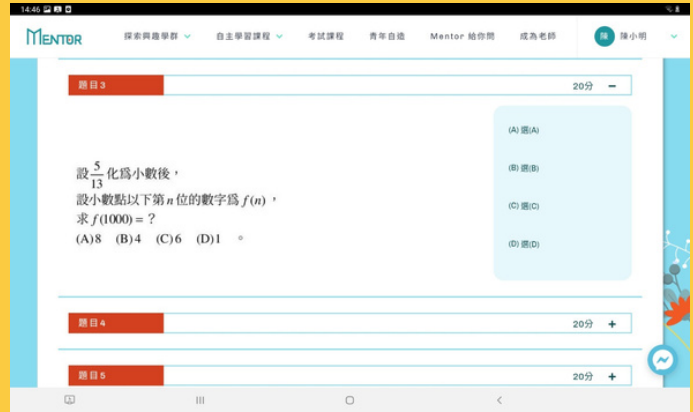 14:46
MENTOR 探索興趣學群 自主學習課程 考試課程 青年自造 Mentor 給你問 成為老師 陳 陳小明
題目3 20分 −
(A) 選(A)
(B) 選(B)
(C) 選(C)
(D) 選(D)
設5/13化為小數後，
設小數點以下第 n 位的數字為 f(n)，
求 f(1000) = ?
(A)8 (B)4 (C)6 (D)1 。
題目4 20分 +
題目5 20分 +